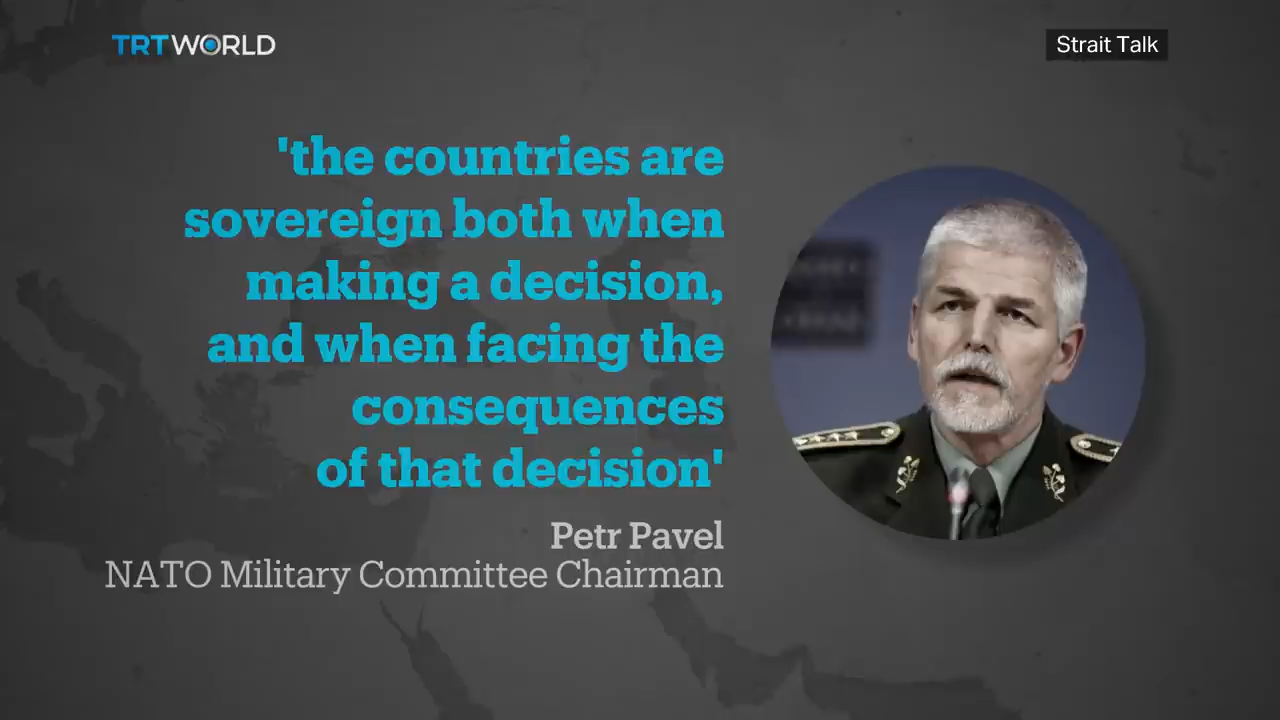 TRTWORLD
Strait Talk
'the countries are
sovereign both when
making a decision,
and when facing the
consequences
of that decision'
Petr Pavel
NATO Military Committee Chairman